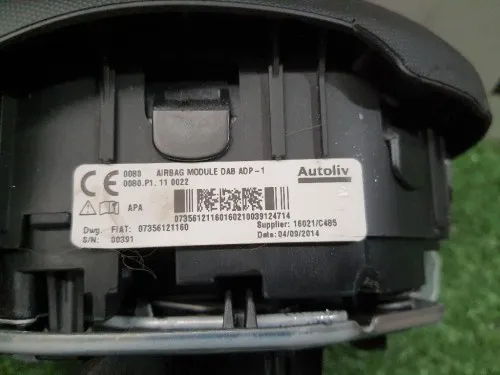 CE 0080 AIRBAG MODULE DAB ADP-1
0080.P1. 11 0022
Autoliv
APA
07356121160160210039124714
Dwg. FIAT: 07356121160
Supplier: 16021/C485
S/N: 00391
Date: 04/09/2014